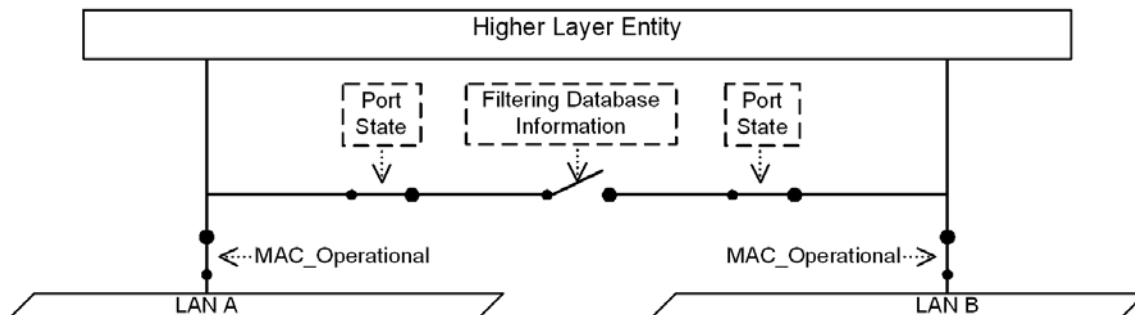 Higher Layer Entity
Port
State
Filtering Database
Information
Port
State
MAC_Operational
MAC_Operational
LAN A
LAN B